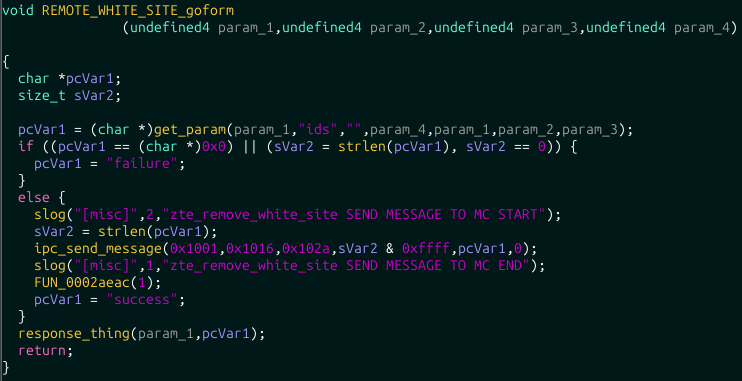 void REMOTE_WHITE_SITE_goform
(undefined4 param_1,undefined4 param_2,undefined4 param_3,undefined4 param_4)
{
char *pcVar1;
size_t sVar2;
pcVar1 = (char *)get_param(param_1,"ids","",param_4,param_1,param_2,param_3);
if ((pcVar1 == (char *)0x0) || (sVar2 = strlen(pcVar1), sVar2 == 0)) {
pcVar1 = "failure";
}
else {
slog("[misc]",2,"zte_remove_white_site SEND MESSAGE TO MC START");
sVar2 = strlen(pcVar1);
ipc_send_message(0x1001,0x1016,0x102a,sVar2 & 0xffff,pcVar1,0);
slog("[misc]",1,"zte_remove_white_site SEND MESSAGE TO MC END");
FUN_0002aeac(1);
pcVar1 = "success";
}
response_thing(param_1,pcVar1);
return;
}